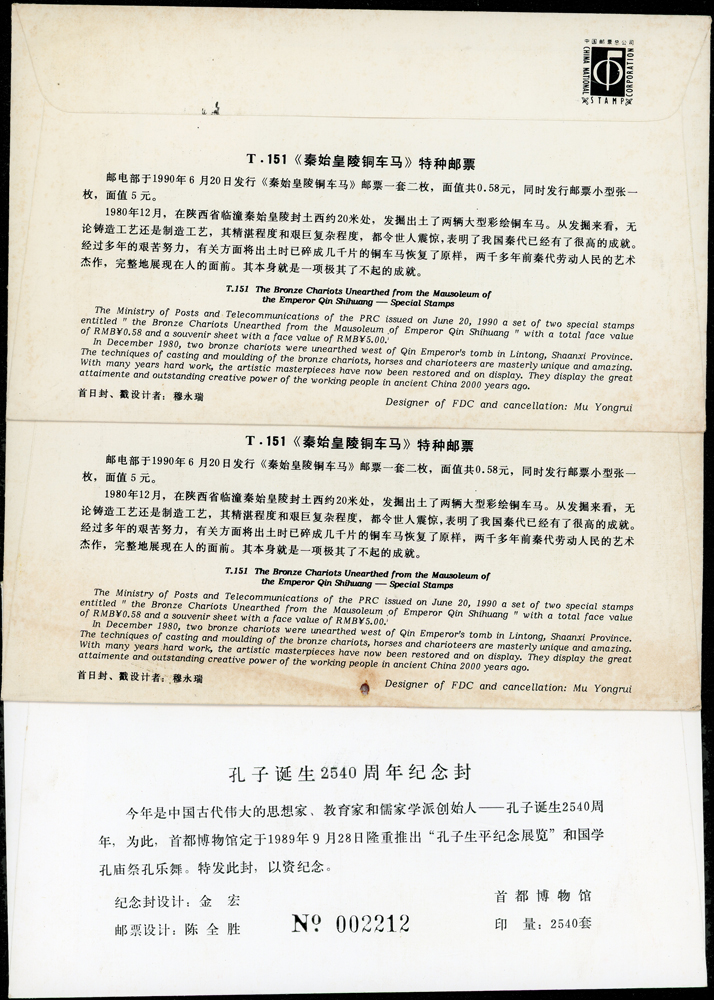 中国邮票总公司
CHINA NATIONAL
STAMP
CORPORATION
T.151《秦始皇陵铜车马》特种邮票
邮电部于1990年6月20日发行《秦始皇陵铜车马》邮票一套二枚，面值共0.58元，同时发行邮票小型张一
枚，面值5元。
1980年12月，在陕西省临潼秦始皇陵封土西约20米处，发掘出土了两辆大型彩绘铜车马。从发掘来看，无
论铸造工艺还是制造工艺，其精湛程度和艰巨复杂程度，都令世人震惊，表明了我国秦代已经有了很高的成就。
经过多年的艰苦努力，有关方面将出土时已碎成几千片的铜车马恢复了原样，两千多年前秦代劳动人民的艺术
杰作，完整地展现在人的面前。其本身就是一项极其了不起的成就。
T.151 The Bronze Chariots Unearthed from the Mausoleum of
the Emperor Qin Shihuang — Special Stamps
The Ministry of Posts and Telecommunications of the PRC issued on June 20, 1990 a set of two special stamps
entitled " the Bronze Chariots Unearthed from the Mausoleum of Emperor Qin Shihuang " with a total face value
of RMB¥0.58 and a souvenir sheet with a face value of RMB¥5.00.
In December 1980, two bronze chariots were unearthed west of Qin Emperor's tomb in Lintong, Shaanxi Province.
The techniques of casting and moulding of the bronze chariots, horses and charioteers are masterly unique and amazing.
With many years hard work, the artistic masterpieces have now been restored and on display. They display the great
attaimente and outstanding creative power of the working people in ancient China 2000 years ago.
首日封、戳设计者：穆永瑞
Designer of FDC and cancellation: Mu Yongrui
T.151《秦始皇陵铜车马》特种邮票
邮电部于1990年6月20日发行《秦始皇陵铜车马》邮票一套二枚，面值共0.58元，同时发行邮票小型张一
枚，面值5元。
1980年12月，在陕西省临潼秦始皇陵封土西约20米处，发掘出土了两辆大型彩绘铜车马。从发掘来看，无
论铸造工艺还是制造工艺，其精湛程度和艰巨复杂程度，都令世人震惊，表明了我国秦代已经有了很高的成就。
经过多年的艰苦努力，有关方面将出土时已碎成几千片的铜车马恢复了原样，两千多年前秦代劳动人民的艺术
杰作，完整地展现在人的面前。其本身就是一项极其了不起的成就。
T.151 The Bronze Chariots Unearthed from the Mausoleum of
the Emperor Qin Shihuang — Special Stamps
The Ministry of Posts and Telecommunications of the PRC issued on June 20, 1990 a set of two special stamps
entitled " the Bronze Chariots Unearthed from the Mausoleum of Emperor Qin Shihuang " with a total face value
of RMB¥0.58 and a souvenir sheet with a face value of RMB¥5.00.
In December 1980, two bronze chariots were unearthed west of Qin Emperor's tomb in Lintong, Shaanxi Province.
The techniques of casting and moulding of the bronze chariots, horses and charioteers are masterly unique and amazing.
With many years hard work, the artistic masterpieces have now been restored and on display. They display the great
attaimente and outstanding creative power of the working people in ancient China 2000 years ago.
首日封、戳设计者：穆永瑞
Designer of FDC and cancellation: Mu Yongrui
孔子诞生2540周年纪念封
今年是中国古代伟大的思想家、教育家和儒家学派创始人——孔子诞生2540周
年，为此，首都博物馆定于1989年9月28日隆重推出“孔子生平纪念展览”和国学
孔庙祭孔乐舞。特发此封，以资纪念。
纪念封设计：金 宏
首都博物馆
邮票设计：陈全胜
Nº 002212
印 量：2540套